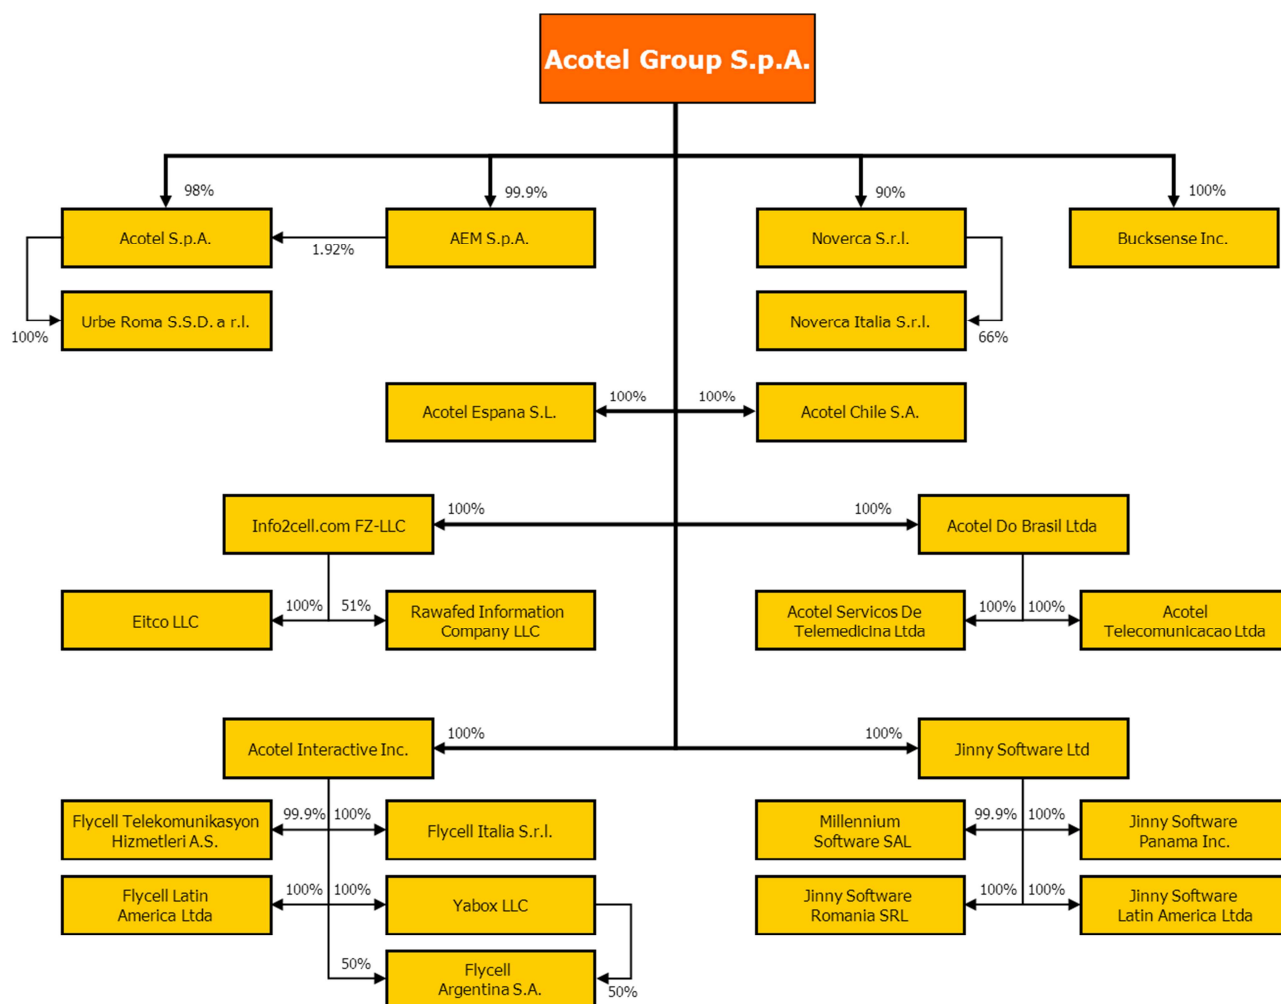 Acotel Group S.p.A.
98%
99.9%
90%
100%
Acotel S.p.A.
1.92%
AEM S.p.A.
Noverca S.r.l.
Bucksense Inc.
100%
Urbe Roma S.S.D. a r.l.
Noverca Italia S.r.l.
66%
Acotel Espana S.L.
100%
100%
Acotel Chile S.A.
Info2cell.com FZ-LLC
100%
100%
Acotel Do Brasil Ltda
Eitco LLC
100%
51%
Rawafed Information
Company LLC
Acotel Servicos De
Telemedicina Ltda
100%
100%
Acotel
Telecomunicacao Ltda
Acotel Interactive Inc.
100%
100%
Jinny Software Ltd
Flycell Telekomunikasyon
Hizmetleri A.S.
99.9%
100%
Flycell Italia S.r.l.
Millennium
Software SAL
99.9%
100%
Jinny Software
Panama Inc.
Flycell Latin
America Ltda
100%
100%
Yabox LLC
Jinny Software
Romania SRL
100%
100%
Jinny Software
Latin America Ltda
50%
Flycell
Argentina S.A.
50%